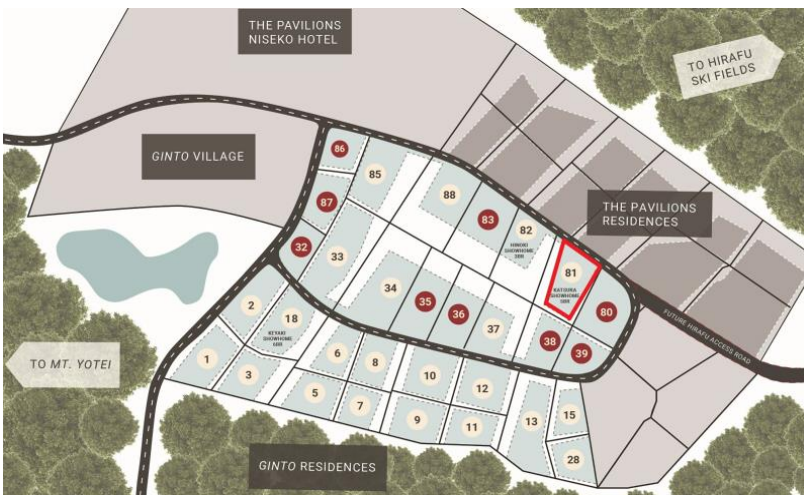 THE PAVILIONS
NISEKO HOTEL
TO HIRAFU
SKI FIELDS
GINTO VILLAGE
THE PAVILIONS
RESIDENCES
86
85
87
88
83
82
HINOKI
SHOWHOME
5BR
81
KATSURA
SHOWHOME
5BR
80
32
33
34
35
36
37
38
39
FUTURE HIRAFU ACCESS ROAD
2
18
KEYAKI
SHOWHOME
6BR
1
3
6
8
10
12
5
7
9
11
13
15
28
TO MT. YOTEI
GINTO RESIDENCES